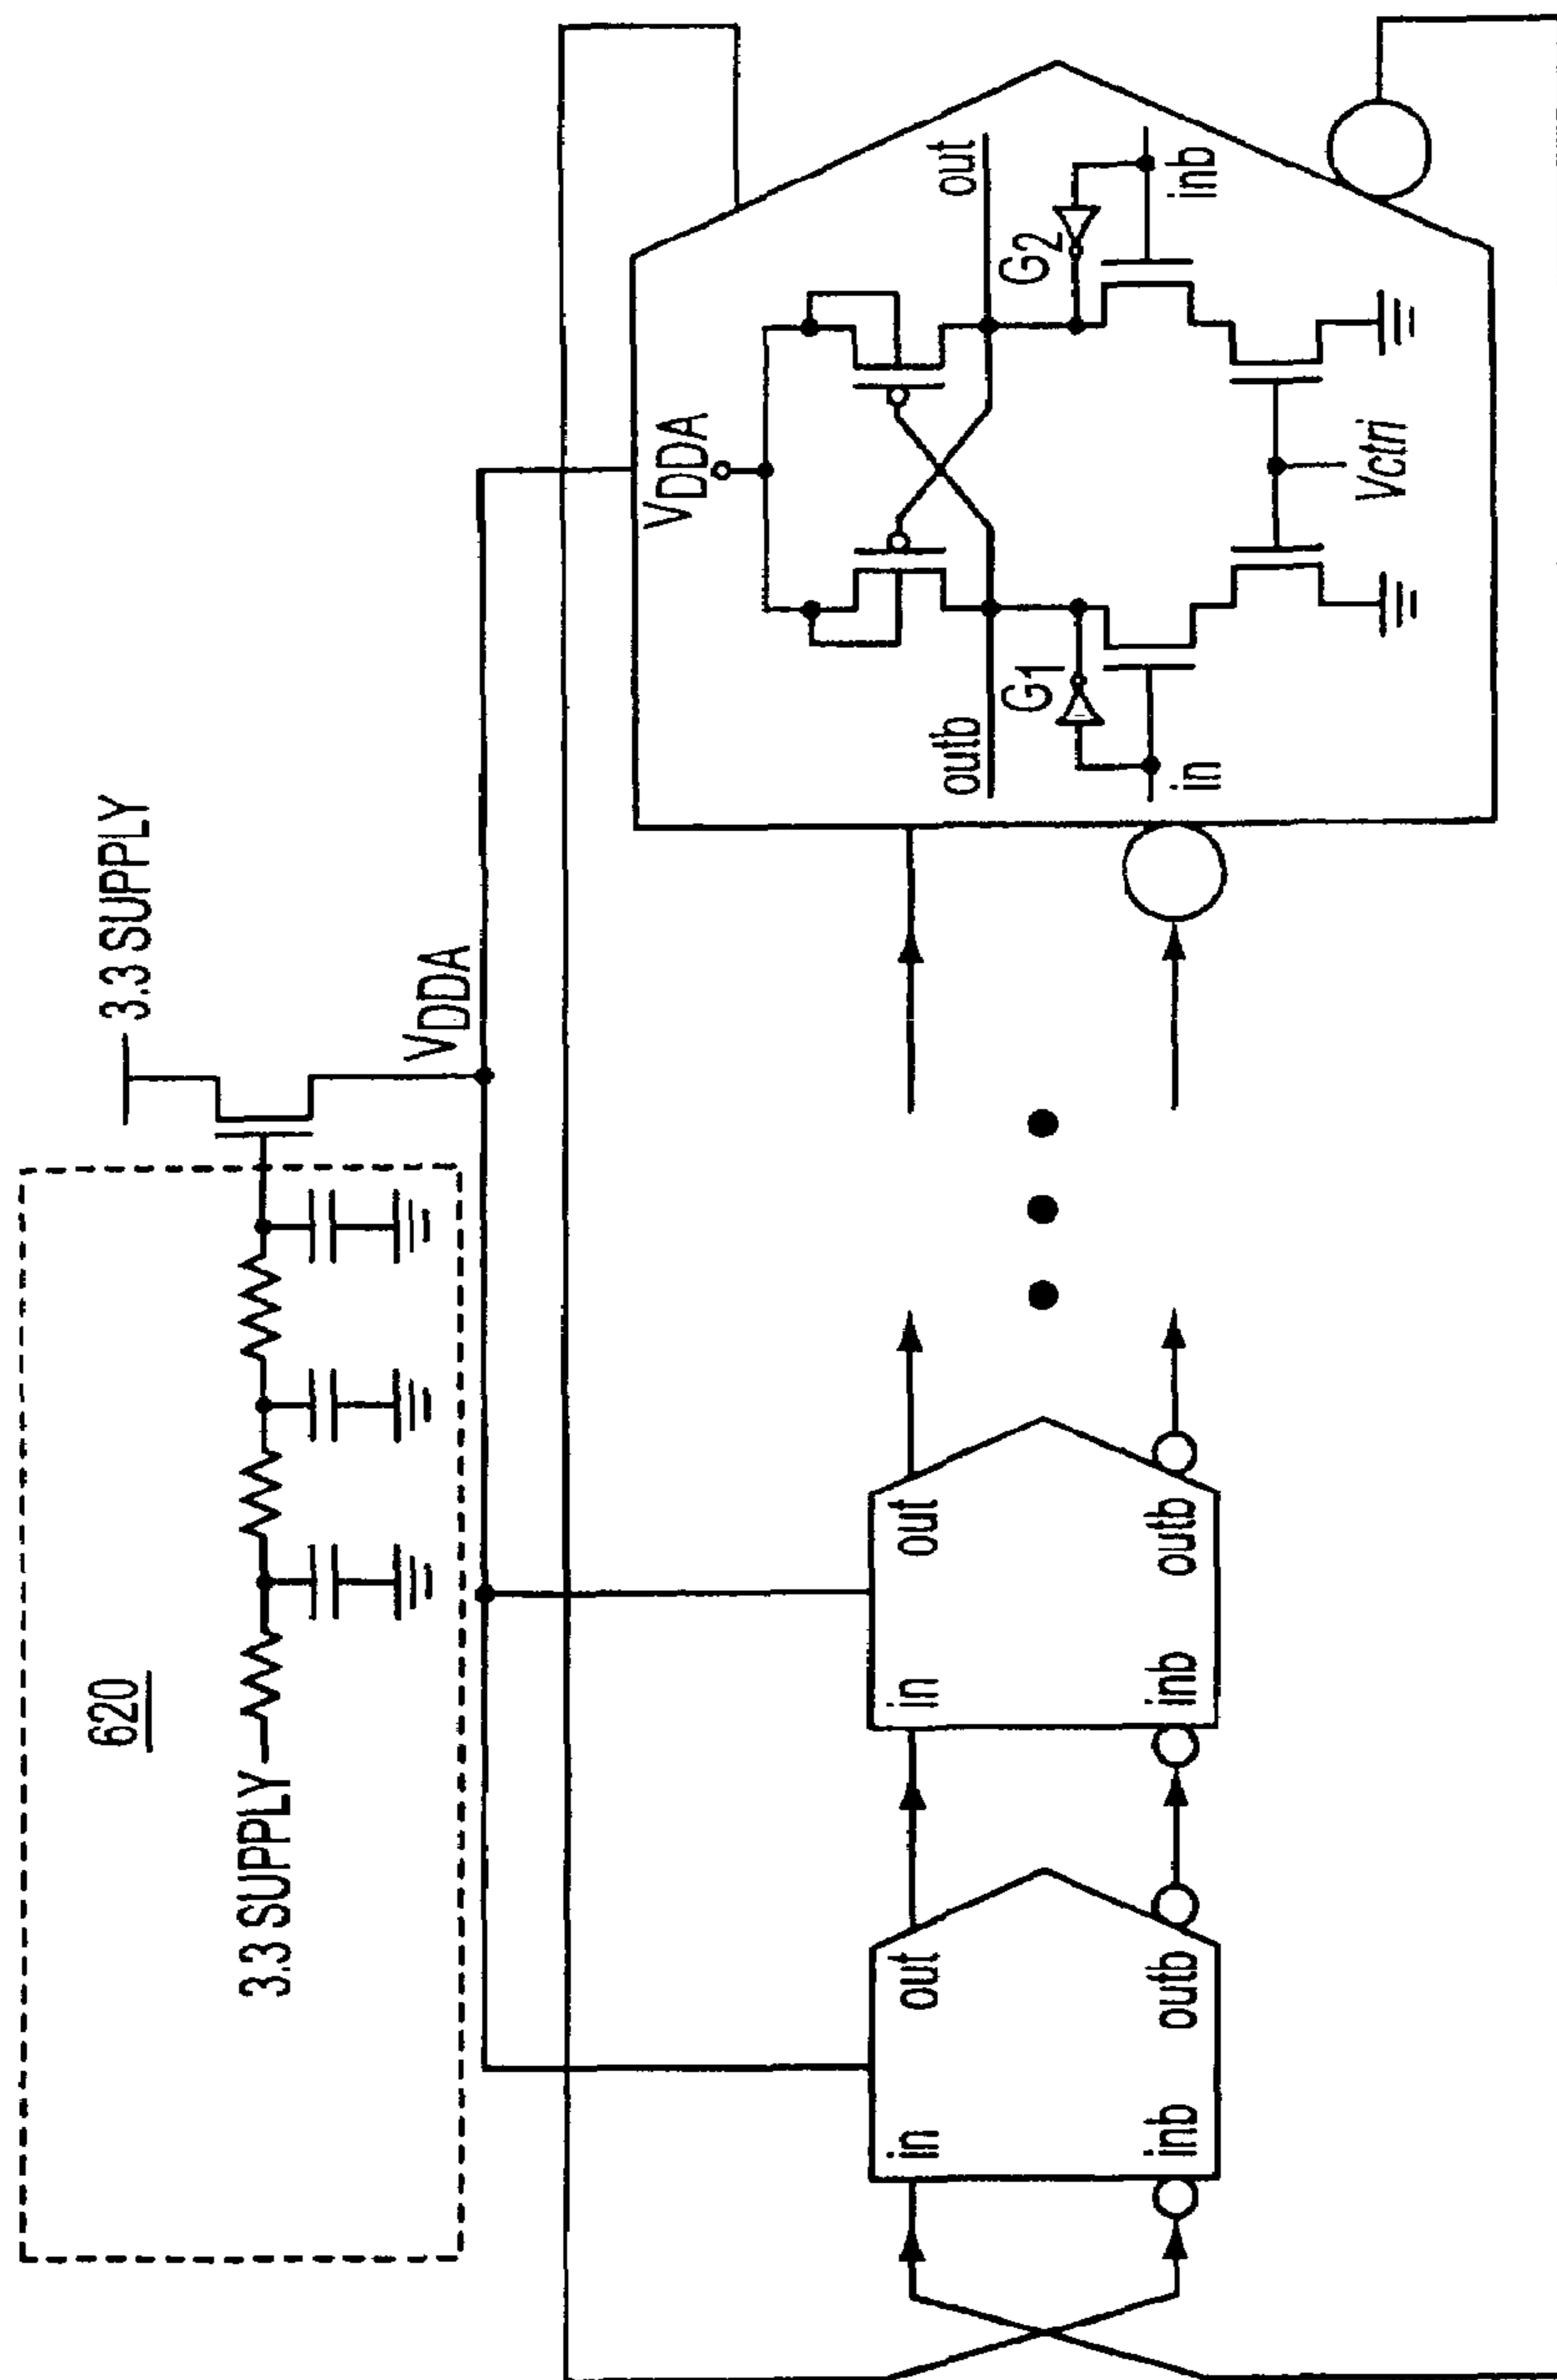 620
3.3 SUPPLY
3.3 SUPPLY
VDDA
VDDA
in
out
in
out
inb
outb
inb
outb
outb
out
G1
G2
in
inb
Vctrl